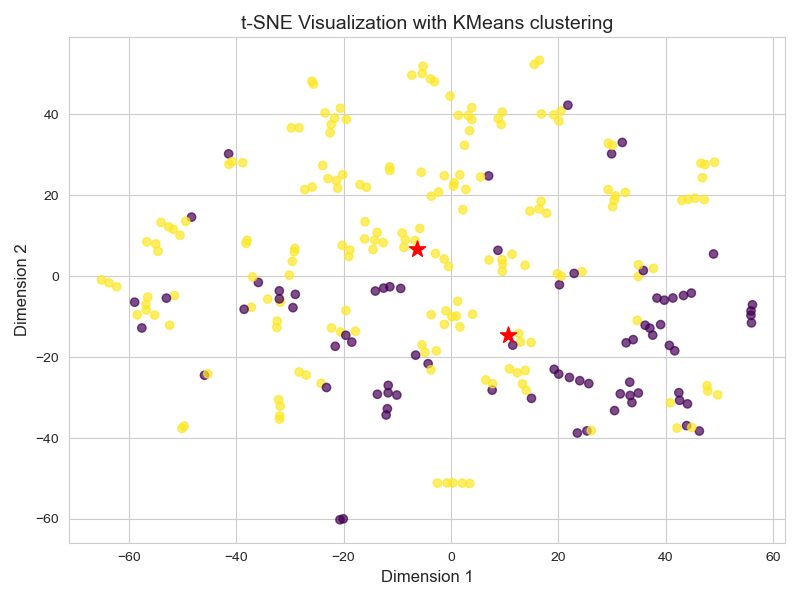 t-SNE Visualization with KMeans clustering
Dimension 2
40
20
0
−20
−40
−60
−60 −40 −20 0 20 40 60
Dimension 1